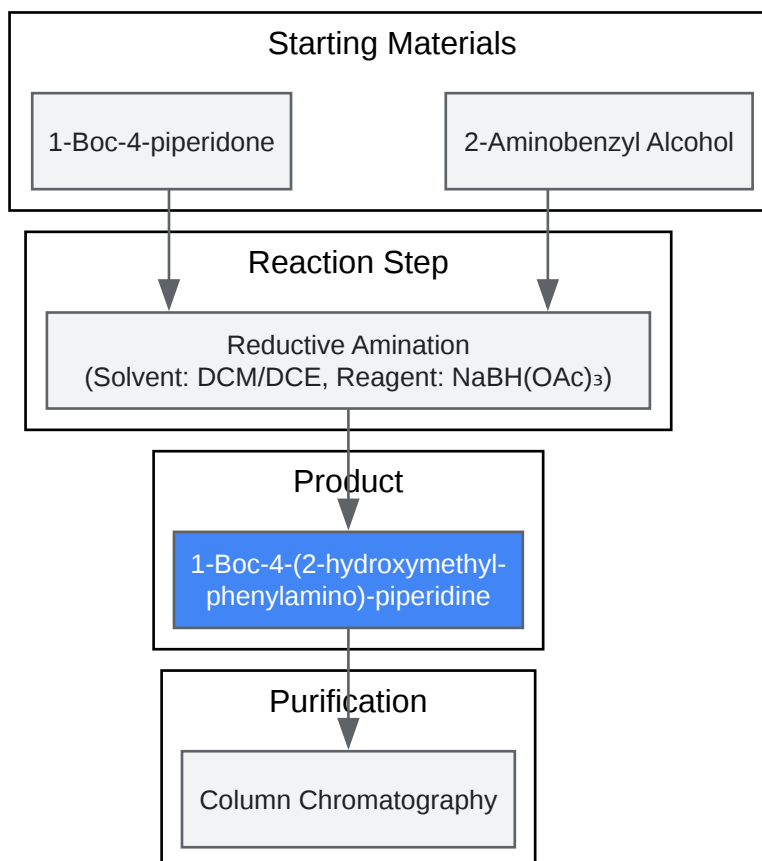 Starting Materials
1-Boc-4-piperidone
2-Aminobenzyl Alcohol
Reaction Step
Reductive Amination
(Solvent: DCM/DCE, Reagent: NaBH(OAc)₃)
Product
1-Boc-4-(2-hydroxymethyl-
phenylamino)-piperidine
Purification
Column Chromatography